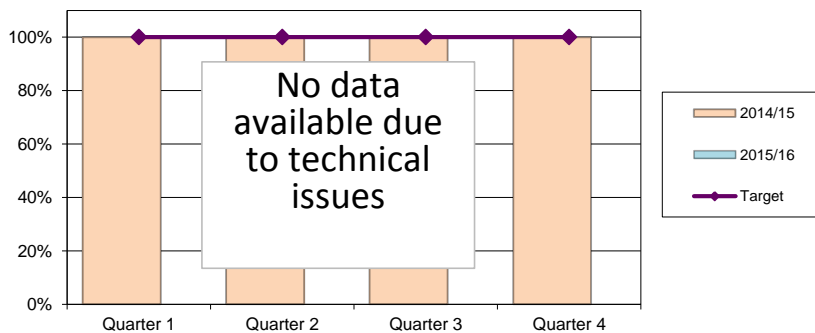 100%
80%
60%
40%
20%
0%
No data
available due
to technical
issues
Quarter 1
Quarter 2
Quarter 3
Quarter 4
2014/15
2015/16
Target